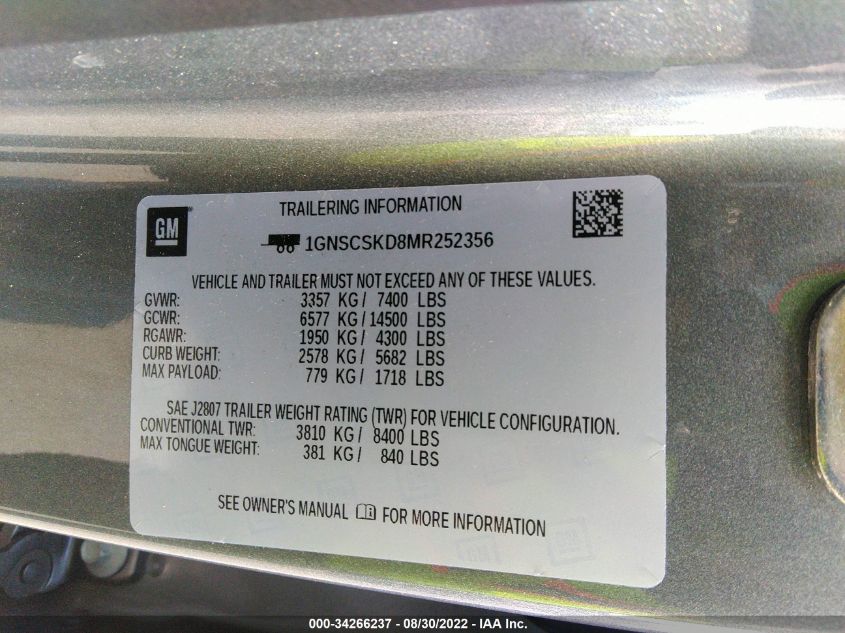 GM
TRAILERING INFORMATION
1GNSCSKD8MR252356
VEHICLE AND TRAILER MUST NOT EXCEED ANY OF THESE VALUES.
GVWR: 3357 KG / 7400 LBS
GCWR: 6577 KG / 14500 LBS
RGAWR: 1950 KG / 4300 LBS
CURB WEIGHT: 2578 KG / 5682 LBS
MAX PAYLOAD: 779 KG / 1718 LBS
SAE J2807 TRAILER WEIGHT RATING (TWR) FOR VEHICLE CONFIGURATION.
CONVENTIONAL TWR: 3810 KG / 8400 LBS
MAX TONGUE WEIGHT: 381 KG / 840 LBS
SEE OWNER'S MANUAL FOR MORE INFORMATION
000-34266237 - 08/30/2022 - IAA Inc.